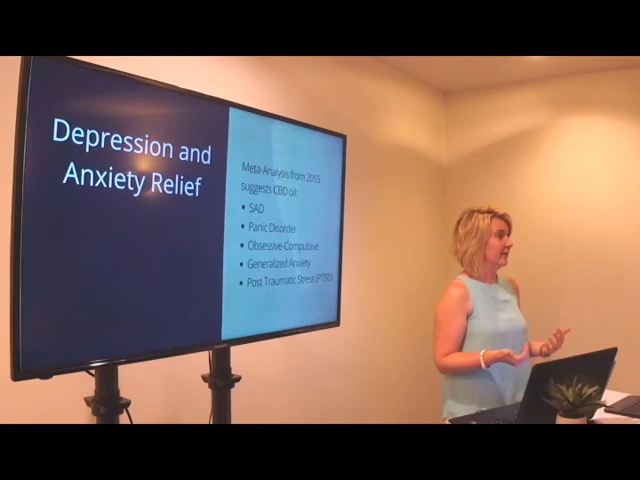 Depression and
Anxiety Relief
Meta-Analysis from 2015
suggests CBD oil:
• SAD
• Panic Disorder
• Obsessive-Compulsive
• Generalized Anxiety
• Post Traumatic Stress (PTSD)